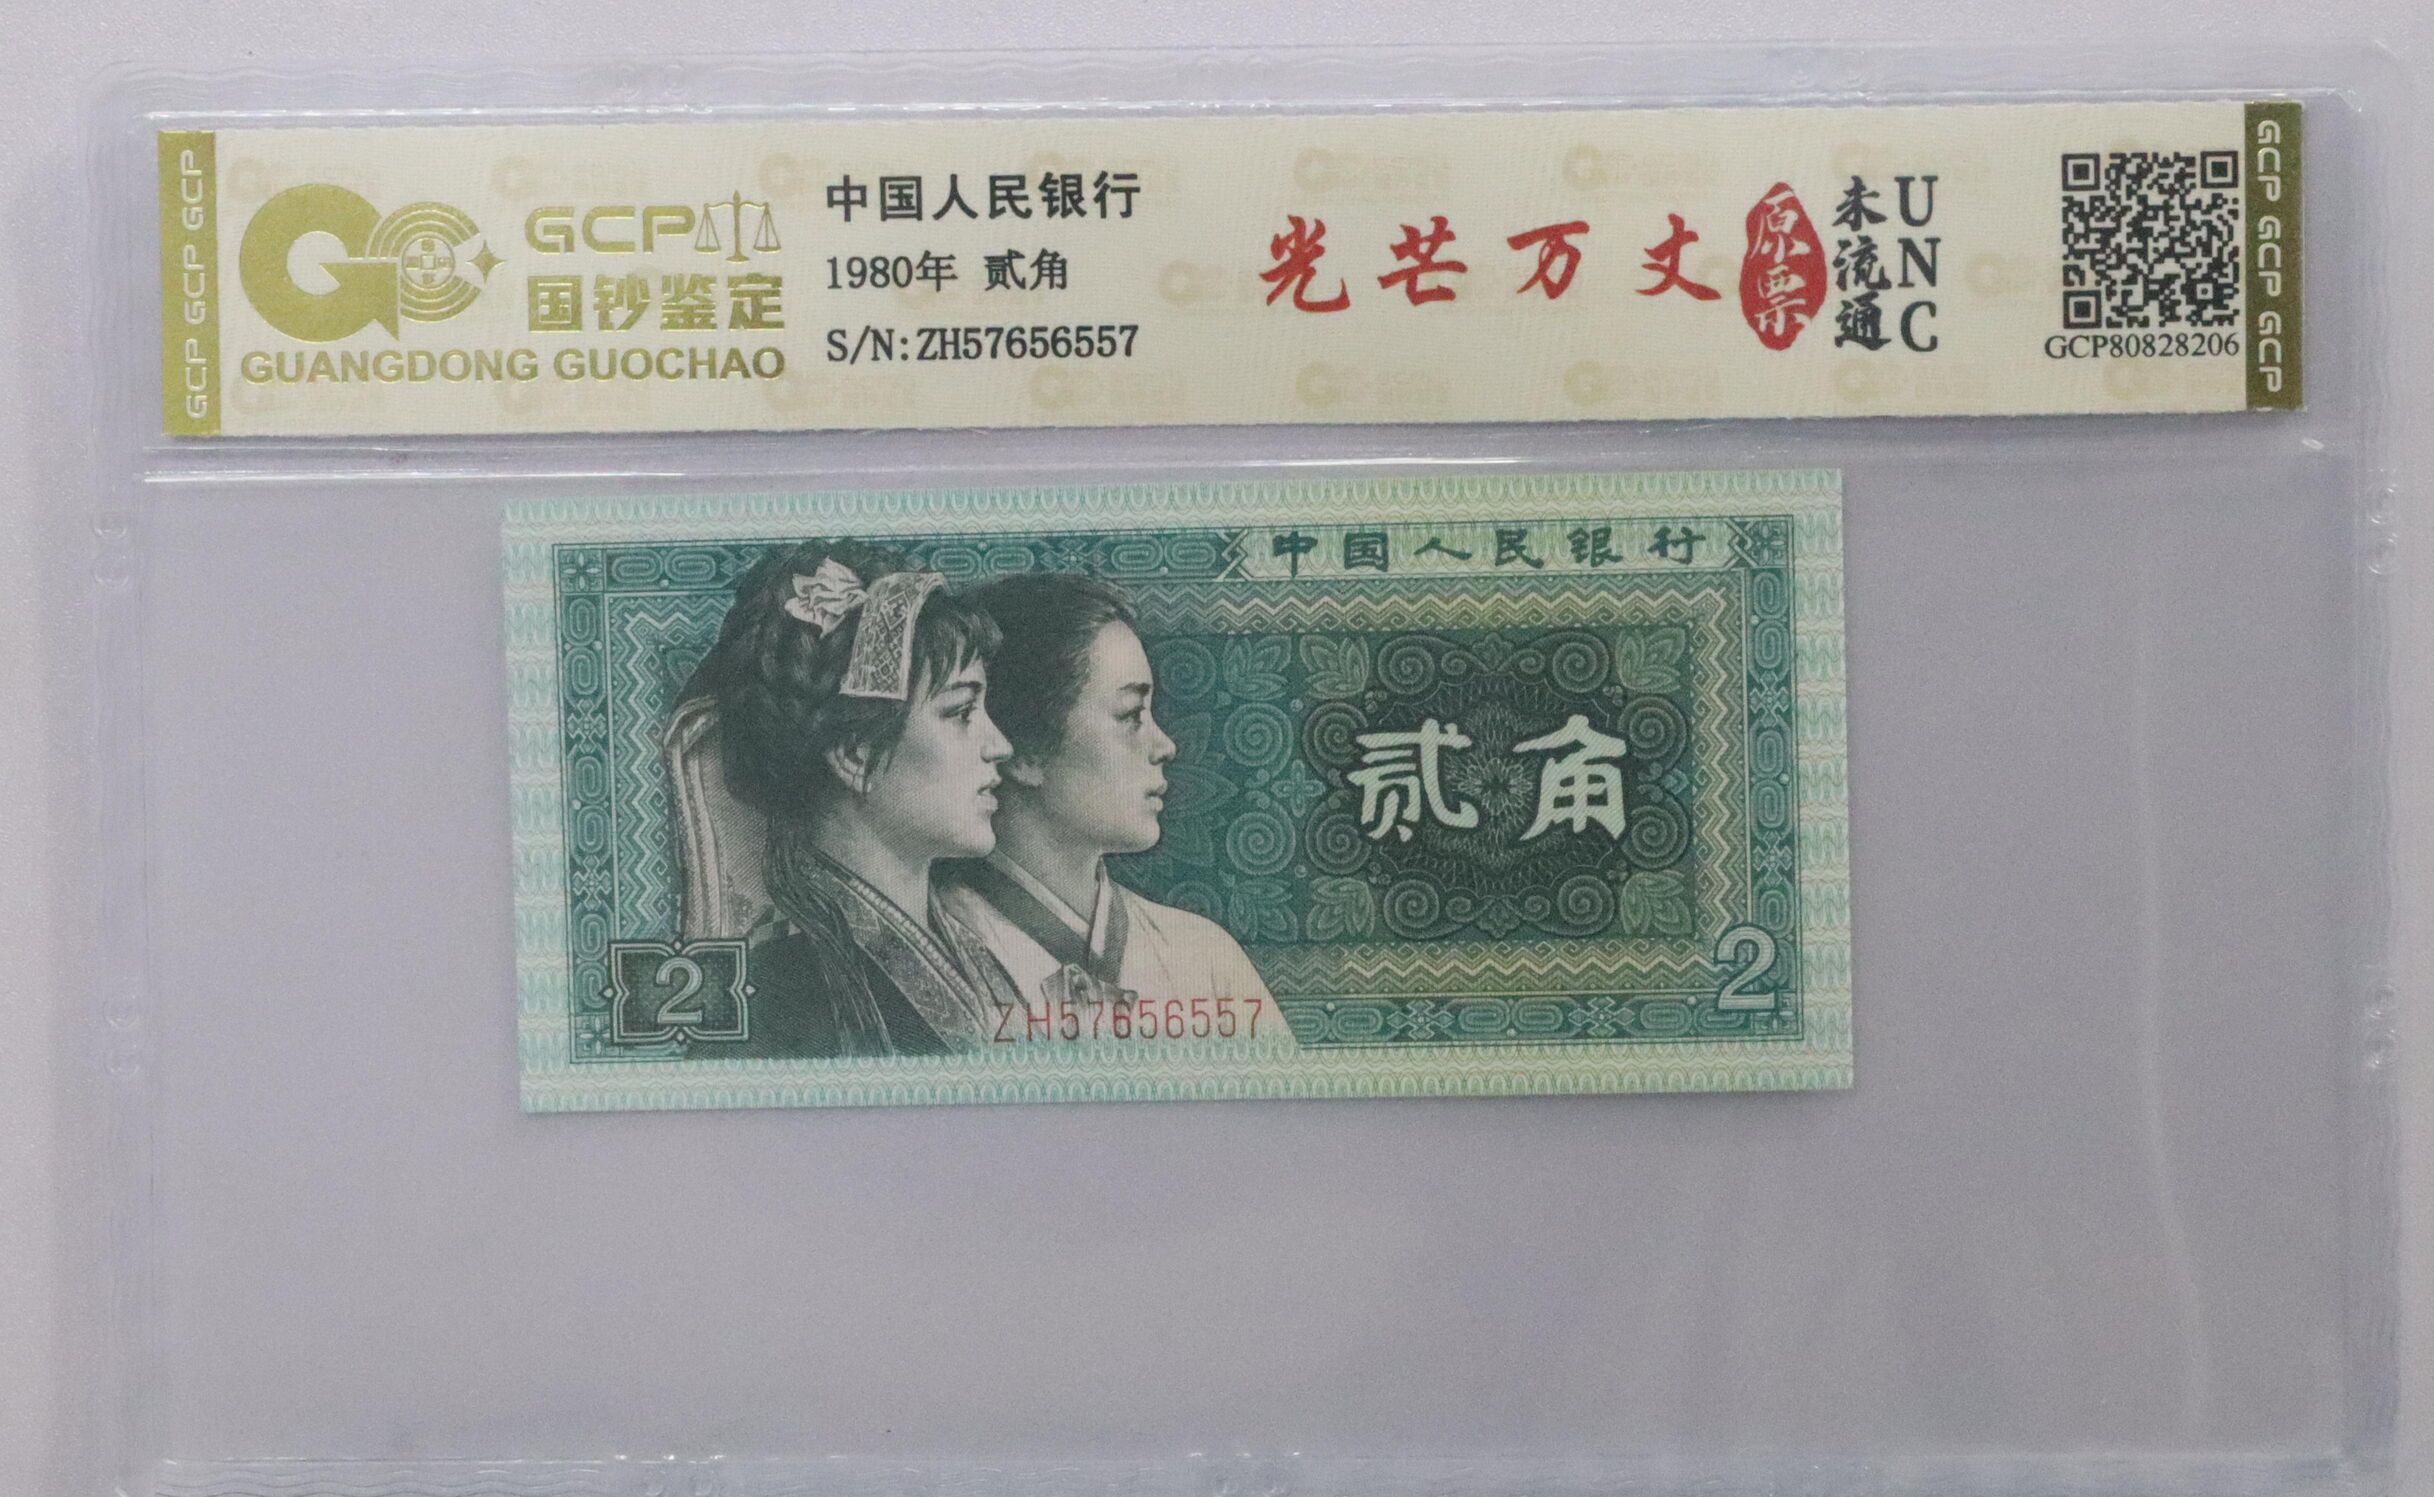 GCP GCP GCP
GCP
国钞鉴定
GUANGDONG GUOCHAO
中国人民银行
1980年 贰角
S/N:ZH57656557
光芒万丈
原票
未流通
UNC
GCP80828206
GCP GCP GCP
中国人民银行
贰角
2
2
ZH57656557